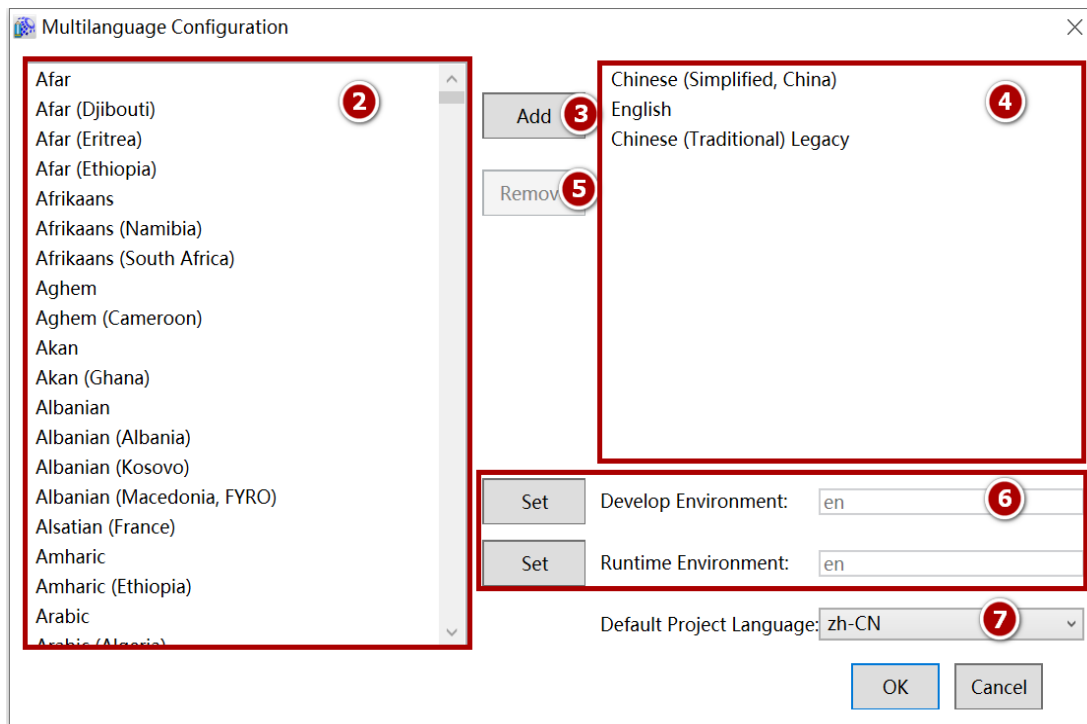 Multilanguage Configuration
Afar
Afar (Djibouti)
Afar (Eritrea)
Afar (Ethiopia)
Afrikaans
Afrikaans (Namibia)
Afrikaans (South Africa)
Aghem
Aghem (Cameroon)
Akan
Akan (Ghana)
Albanian
Albanian (Albania)
Albanian (Kosovo)
Albanian (Macedonia, FYRO)
Alsatian (France)
Amharic
Amharic (Ethiopia)
Arabic
Arabic (Algeria)
2
Add 3
Remov 5
Chinese (Simplified, China)
English
Chinese (Traditional) Legacy
4
Set Develop Environment: en 6
Set Runtime Environment: en
Default Project Language: zh-CN 7
OK Cancel